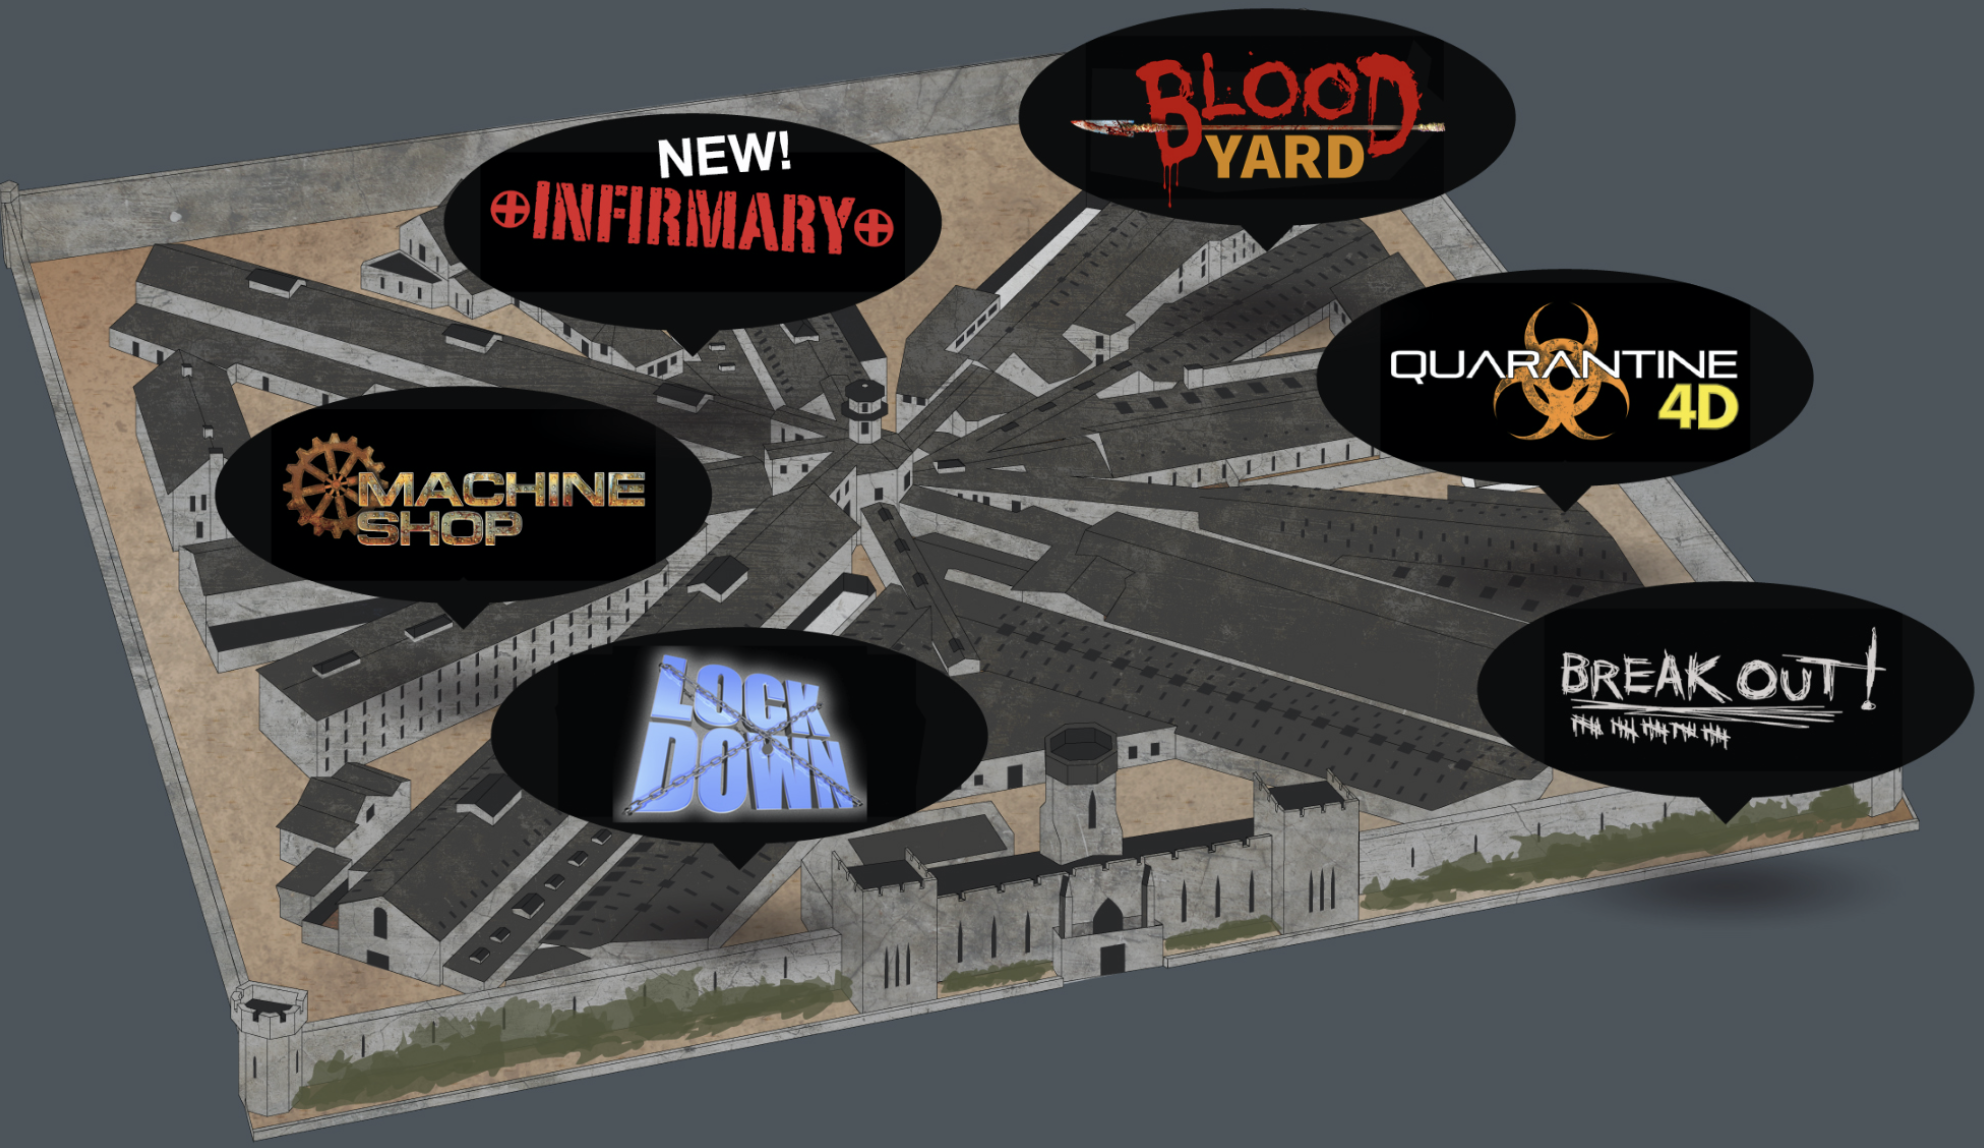 BLOOD
YARD
NEW!
INFIRMARY
QUARANTINE
4D
MACHINE
SHOP
BREAK OUT!
LOCK
DOWN